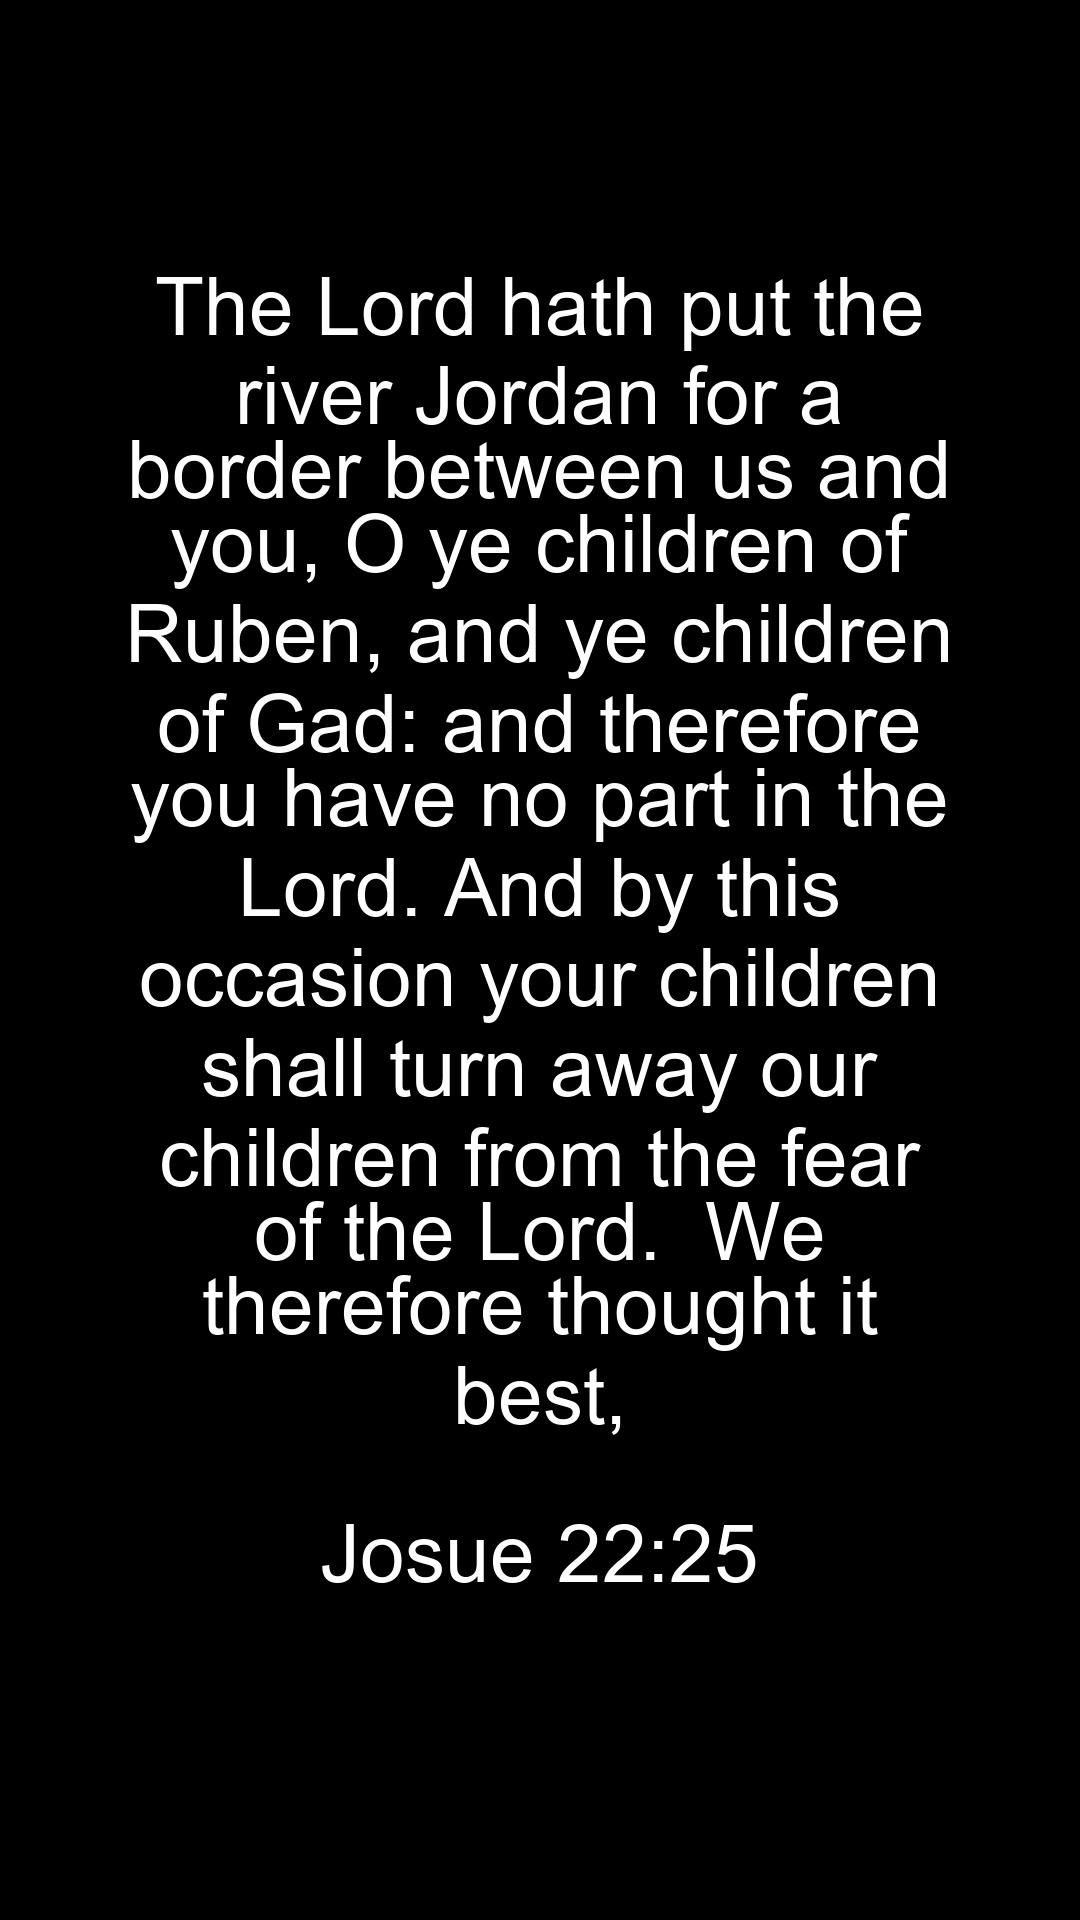 The Lord hath put the
river Jordan for a
border between us and
you, O ye children of
Ruben, and ye children
of Gad: and therefore
you have no part in the
Lord. And by this
occasion your children
shall turn away our
children from the fear
of the Lord.  We
therefore thought it
best,
Josue 22:25